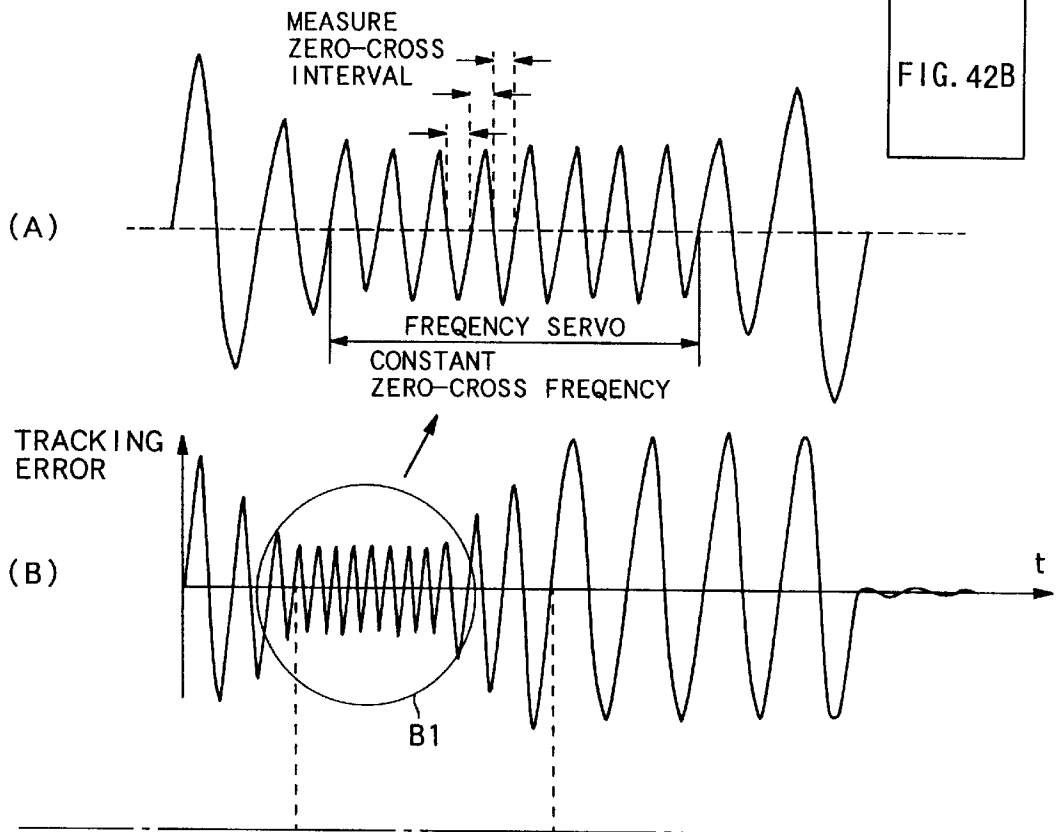 MEASURE
ZERO-CROSS
INTERVAL
FIG. 42B
(A)
FREQENCY SERVO
CONSTANT
ZERO-CROSS FREQENCY
TRACKING
ERROR
(B)
t
B1